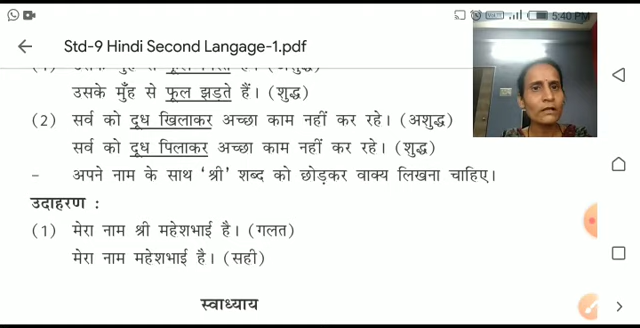 5:40 PM
Std-9 Hindi Second Langage-1.pdf
उसके मुँह से फूल झड़ते हैं। (शुद्ध)
(2) सर्व को दूध खिलाकर अच्छा काम नहीं कर रहे। (अशुद्ध)
सर्व को दूध पिलाकर अच्छा काम नहीं कर रहे। (शुद्ध)
– अपने नाम के साथ 'श्री' शब्द को छोड़कर वाक्य लिखना चाहिए।
उदाहरण :
(1) मेरा नाम श्री महेशभाई है। (गलत)
मेरा नाम महेशभाई है। (सही)
स्वाध्याय